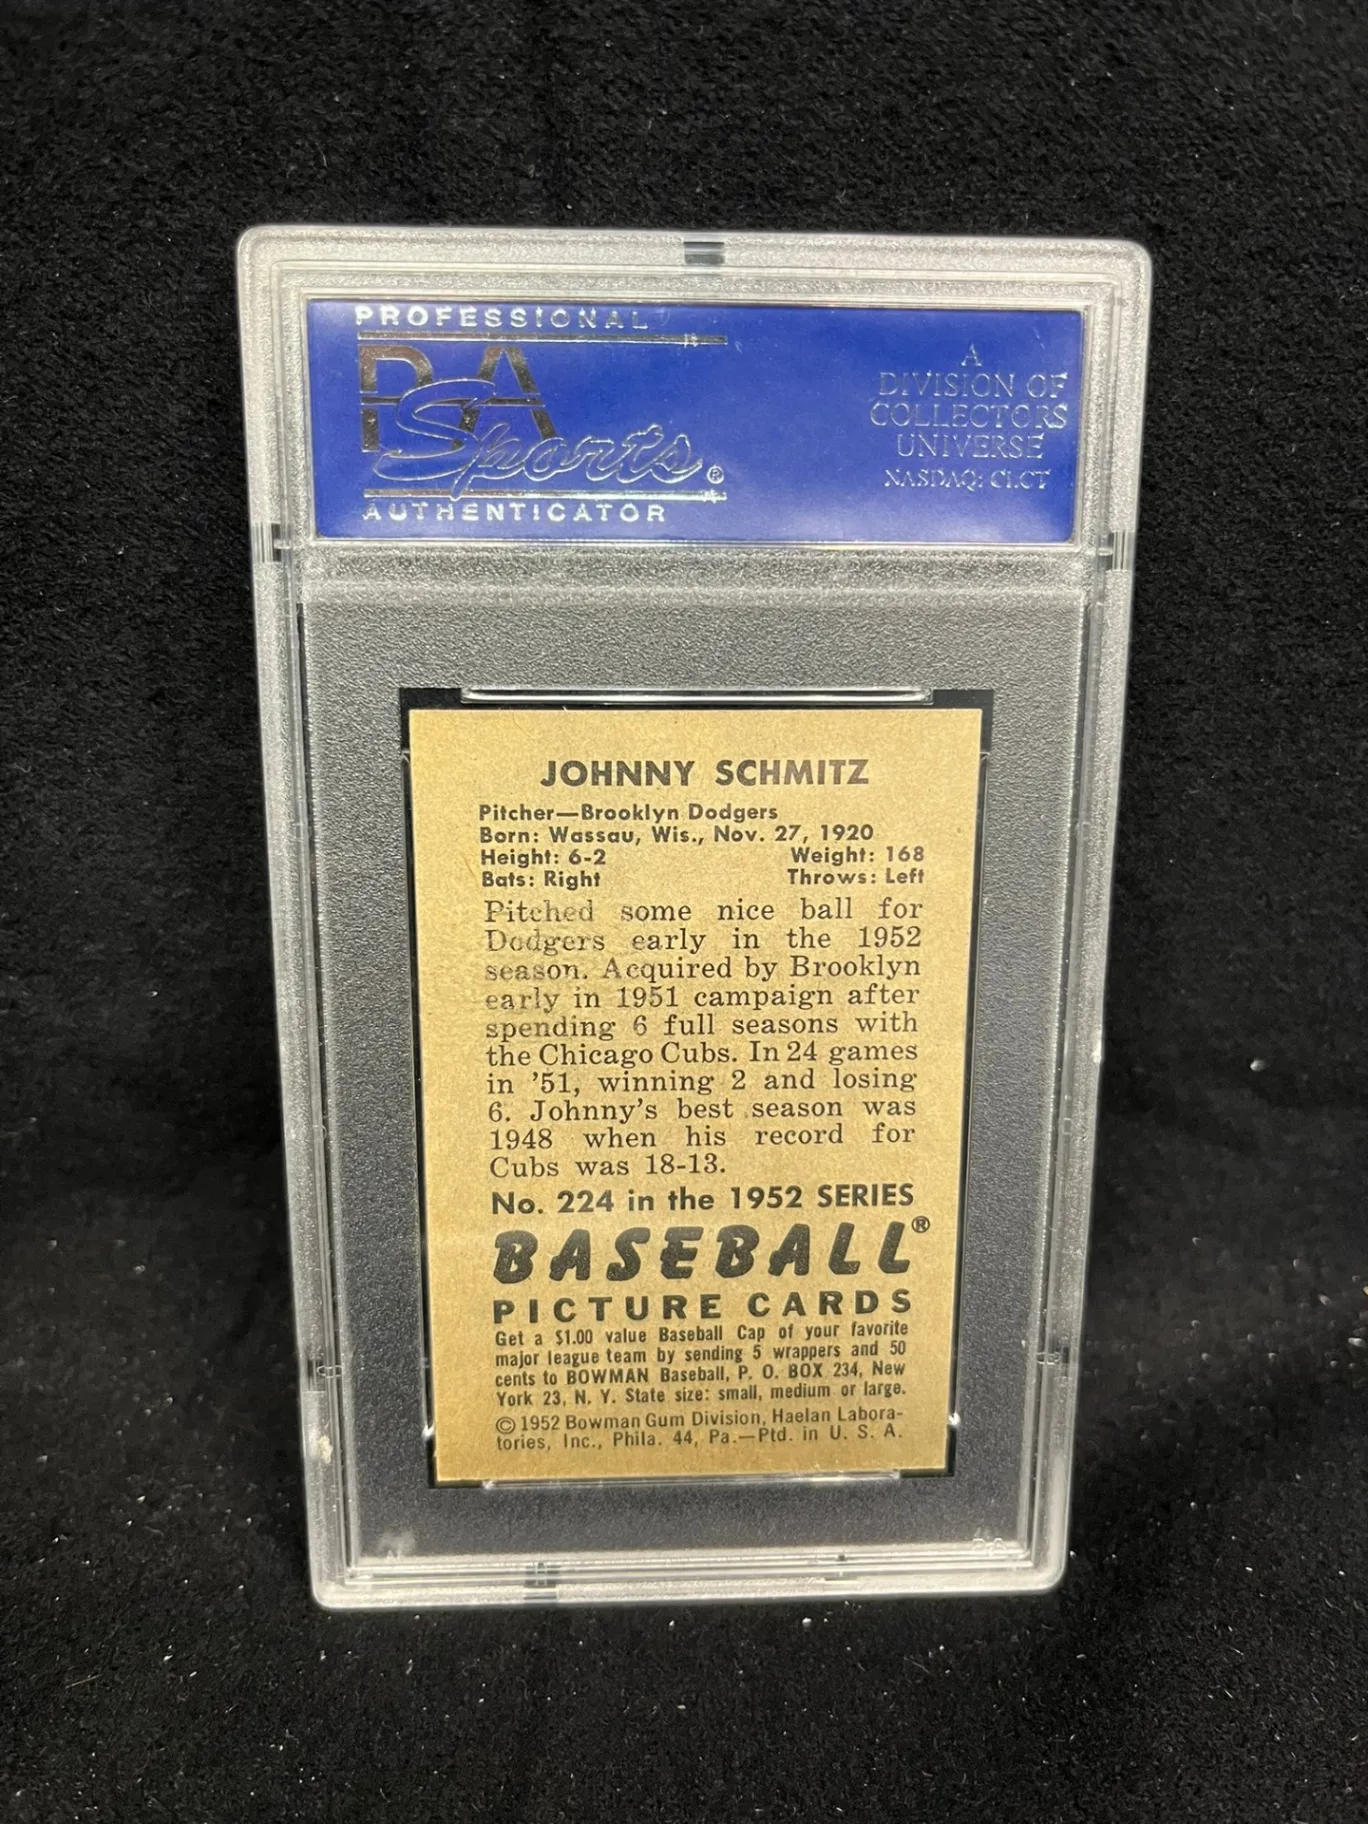 PROFESSIONAL
PSA
Sports®
AUTHENTICATOR
A
DIVISION OF
COLLECTORS
UNIVERSE
NASDAQ: CLCT
JOHNNY SCHMITZ
Pitcher—Brooklyn Dodgers
Born: Wassau, Wis., Nov. 27, 1920
Height: 6-2 Weight: 168
Bats: Right Throws: Left
Pitched some nice ball for
Dodgers early in the 1952
season. Acquired by Brooklyn
early in 1951 campaign after
spending 6 full seasons with
the Chicago Cubs. In 24 games
in '51, winning 2 and losing
6. Johnny's best season was
1948 when his record for
Cubs was 18-13.
No. 224 in the 1952 SERIES
BASEBALL®
PICTURE CARDS
Get a $1.00 value Baseball Cap of your favorite
major league team by sending 5 wrappers and 50
cents to BOWMAN Baseball, P. O. BOX 234, New
York 23, N. Y. State size: small, medium or large.
© 1952 Bowman Gum Division, Haelan Labora-
tories, Inc., Phila. 44, Pa.—Ptd. in U. S. A.